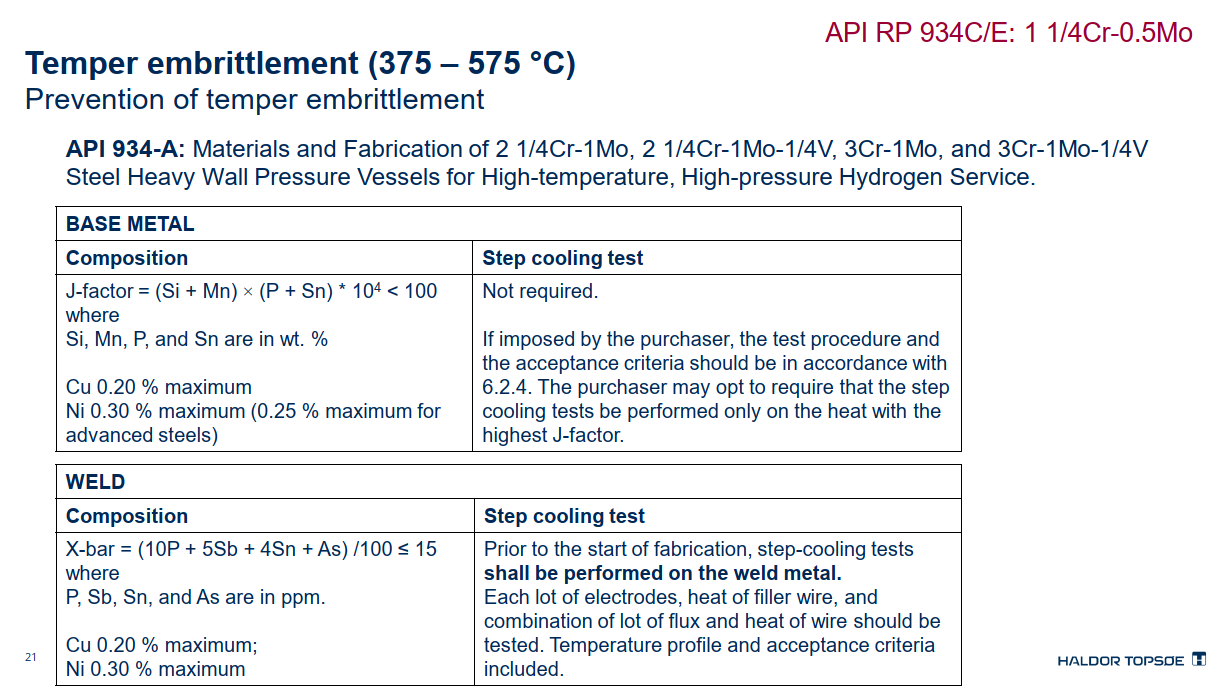 API RP 934C/E: 1 1/4Cr-0.5Mo
Temper embrittlement (375 – 575 °C)
Prevention of temper embrittlement
API 934-A: Materials and Fabrication of 2 1/4Cr-1Mo, 2 1/4Cr-1Mo-1/4V, 3Cr-1Mo, and 3Cr-1Mo-1/4V
Steel Heavy Wall Pressure Vessels for High-temperature, High-pressure Hydrogen Service.
BASE METAL
Composition
Step cooling test
J-factor = (Si + Mn) × (P + Sn) * 10⁴ < 100
where
Si, Mn, P, and Sn are in wt. %
Cu 0.20 % maximum
Ni 0.30 % maximum (0.25 % maximum for
advanced steels)
Not required.
If imposed by the purchaser, the test procedure and
the acceptance criteria should be in accordance with
6.2.4. The purchaser may opt to require that the step
cooling tests be performed only on the heat with the
highest J-factor.
WELD
Composition
Step cooling test
X-bar = (10P + 5Sb + 4Sn + As) /100 ≤ 15
where
P, Sb, Sn, and As are in ppm.
Cu 0.20 % maximum;
Ni 0.30 % maximum
Prior to the start of fabrication, step-cooling tests
shall be performed on the weld metal.
Each lot of electrodes, heat of filler wire, and
combination of lot of flux and heat of wire should be
tested. Temperature profile and acceptance criteria
included.
21
HALDOR TOPSØE